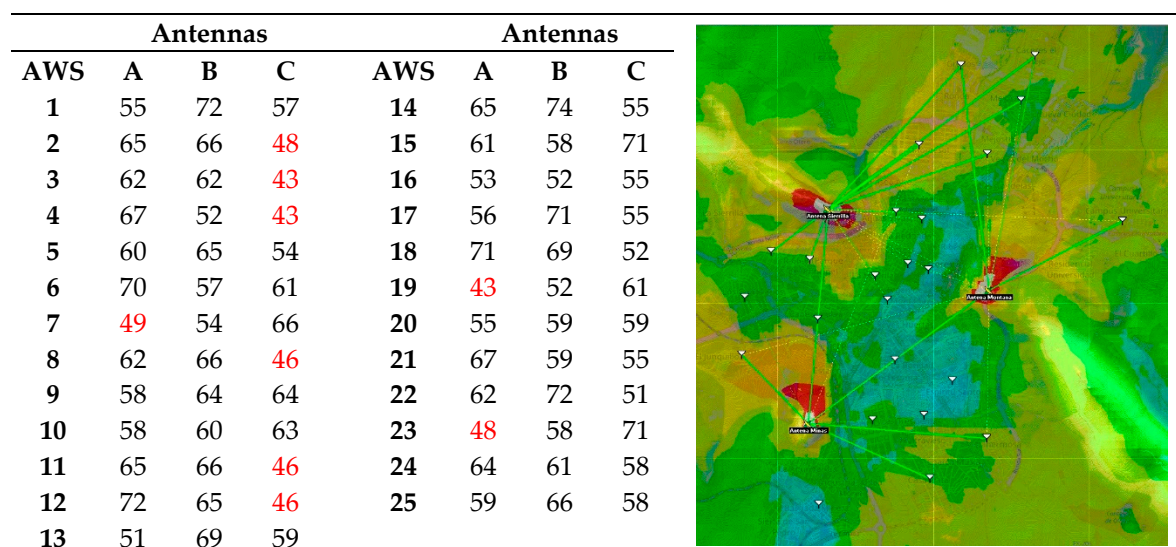 Antennas Antennas
AWS A B C AWS A B C
1 55 72 57 14 65 74 55
2 65 66 48 15 61 58 71
3 62 62 43 16 53 52 55
4 67 52 43 17 56 71 55
5 60 65 54 18 71 69 52
6 70 57 61 19 43 52 61
7 49 54 66 20 55 59 59
8 62 66 46 21 67 59 55
9 58 64 64 22 62 72 51
10 58 60 63 23 48 58 71
11 65 66 46 24 64 61 58
12 72 65 46 25 59 66 58
13 51 69 59
Antena Sierrilla
Antena Montana
Antena Minas